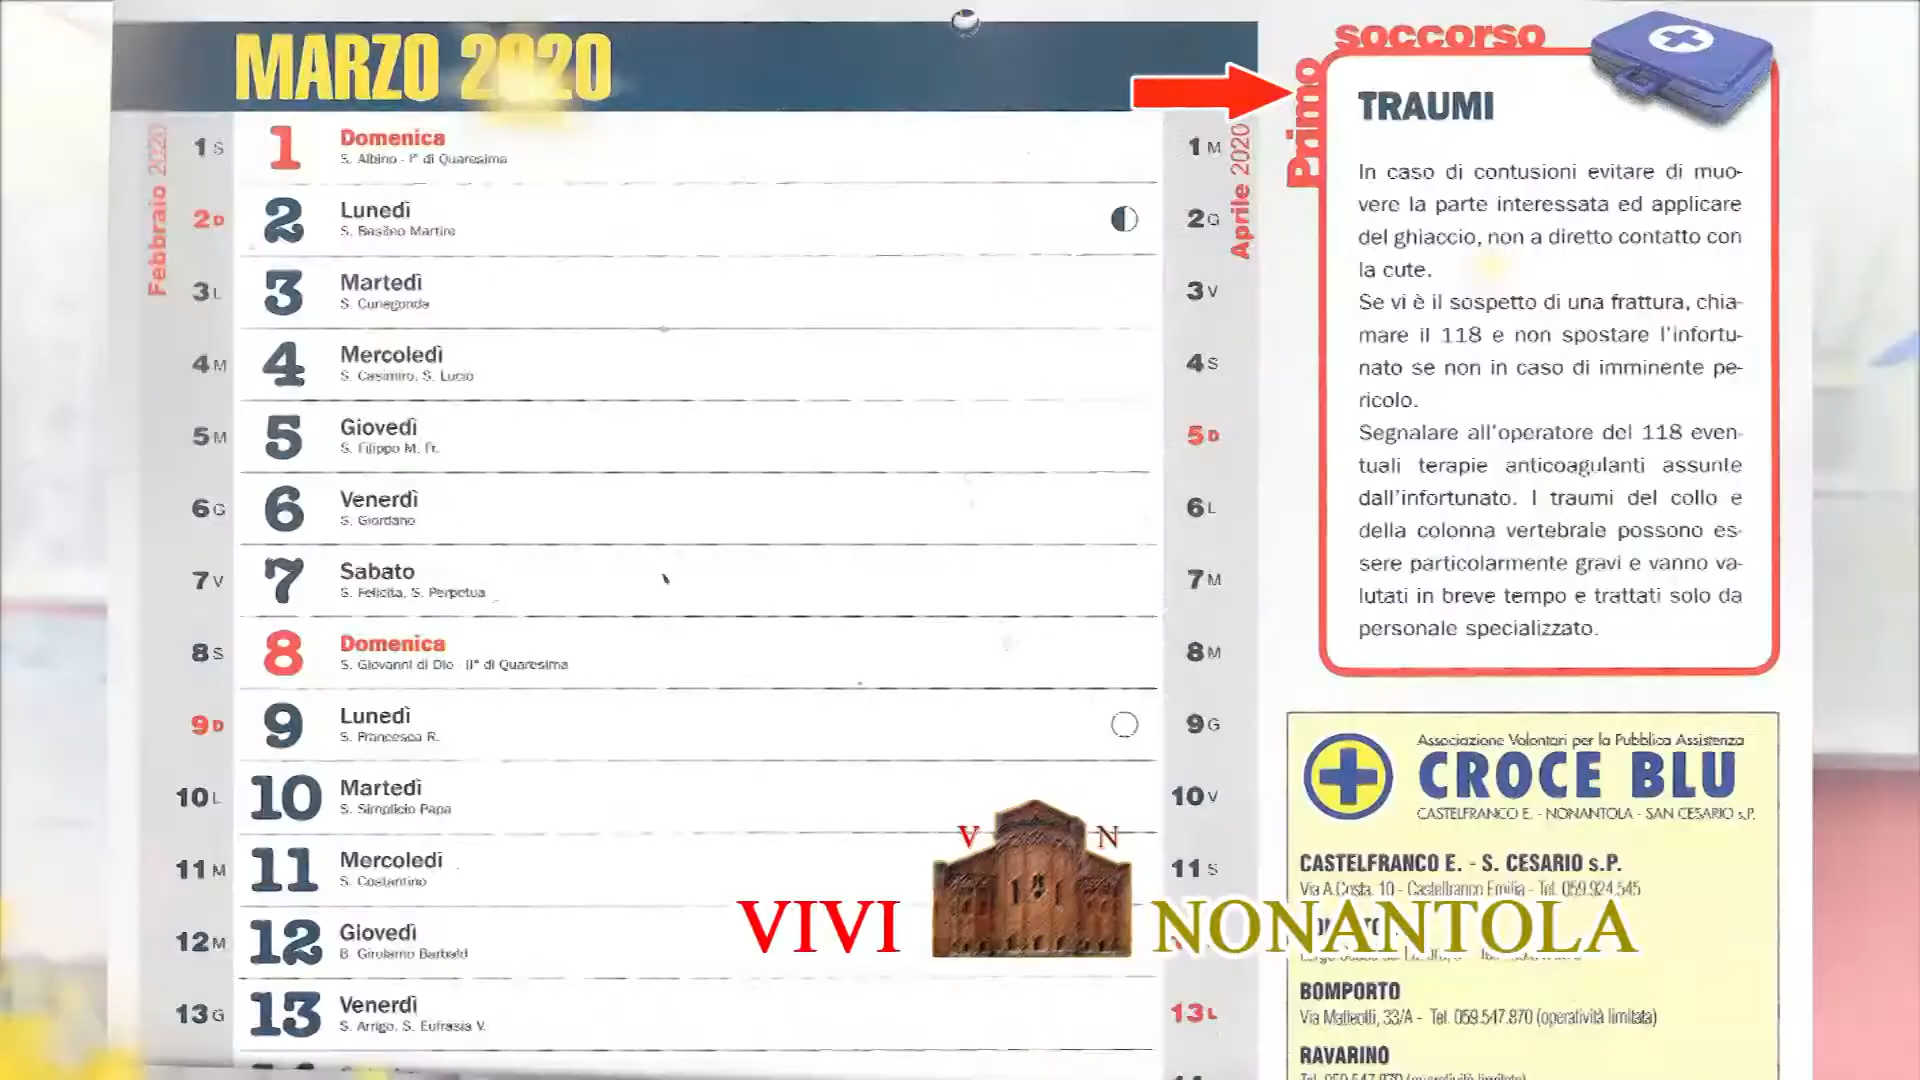 MARZO 2020
Febbraio 2020
1 S
2 D
3 L
4 M
5 M
6 G
7 V
8 S
9 D
10 L
11 M
12 M
13 G
1 Domenica
S. Albino - Iª di Quaresima
2 Lunedì
S. Basileo Martire
3 Martedì
S. Cunegonda
4 Mercoledì
S. Casimiro, S. Lucio
5 Giovedì
S. Filippo M. Fr.
6 Venerdì
S. Giordano
7 Sabato
S. Felicita, S. Perpetua
8 Domenica
S. Giovanni di Dio - IIª di Quaresima
9 Lunedì
S. Francesca R.
10 Martedì
S. Simplicio Papa
11 Mercoledì
S. Costantino
12 Giovedì
B. Girolamo
13 Venerdì
S. Arrigo, S. Eufrasia V.
Aprile 2020
1 M
2 G
3 V
4 S
5 D
6 L
7 M
8 M
9 G
10 V
11 S
13 L
Primo soccorso
TRAUMI
In caso di contusioni evitare di muo-
vere la parte interessata ed applicare
del ghiaccio, non a diretto contatto con
la cute.
Se vi è il sospetto di una frattura, chia-
mare il 118 e non spostare l'infortu-
nato se non in caso di imminente pe-
ricolo.
Segnalare all'operatore del 118 even-
tuali terapie anticoagulanti assunte
dall'infortunato. I traumi del collo e
della colonna vertebrale possono es-
sere particolarmente gravi e vanno va-
lutati in breve tempo e trattati solo da
personale specializzato.
Associazione Volontari per la Pubblica Assistenza
CROCE BLU
CASTELFRANCO E. - NONANTOLA - SAN CESARIO s.P.
CASTELFRANCO E. - S. CESARIO s.P.
Via A.Costa, 10 - Castelfranco Emilia - Tel. 059.924.545
BOMPORTO
Via Matteotti, 33/A - Tel. 059.547.870 (operatività limitata)
RAVARINO
Tel. 059.547.870 (operatività limitata)
V N
VIVI NONANTOLA